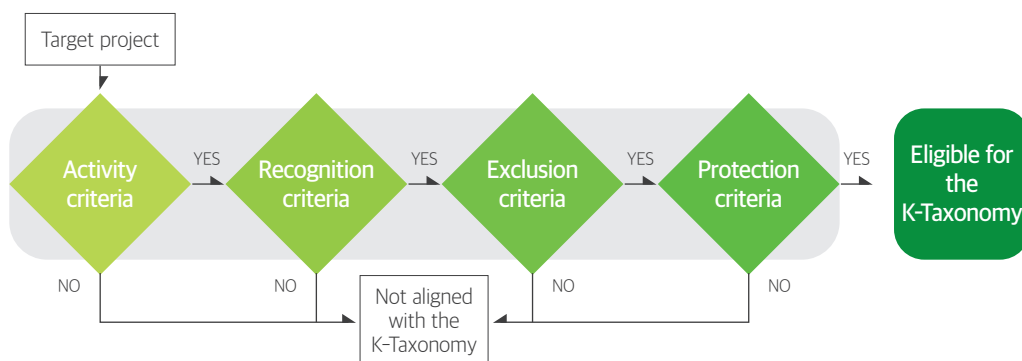 Target project
Activity
criteria
YES
Recognition
criteria
YES
Exclusion
criteria
YES
Protection
criteria
YES
Eligible for
the
K-Taxonomy
NO
NO
NO
NO
Not aligned
with the
K-Taxonomy